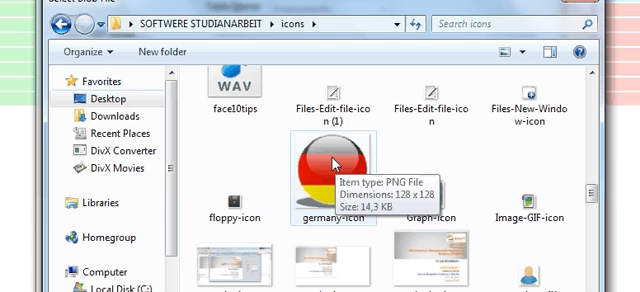 SOFTWERE STUDIANARBEIT
icons
Search icons
Organize
New folder
Favorites
Desktop
Downloads
Recent Places
DivX Converter
DivX Movies
Libraries
Homegroup
Computer
Local Disk (C:)
WAV
face10tips
Files-Edit-file-ico
n (1)
Files-Edit-file-ico
n
Files-New-Windo
w-icon
Item type: PNG File
Dimensions: 128 x 128
Size: 14,3 KB
floppy-icon
germany-icon
Graph-icon
Image-GIF-icon